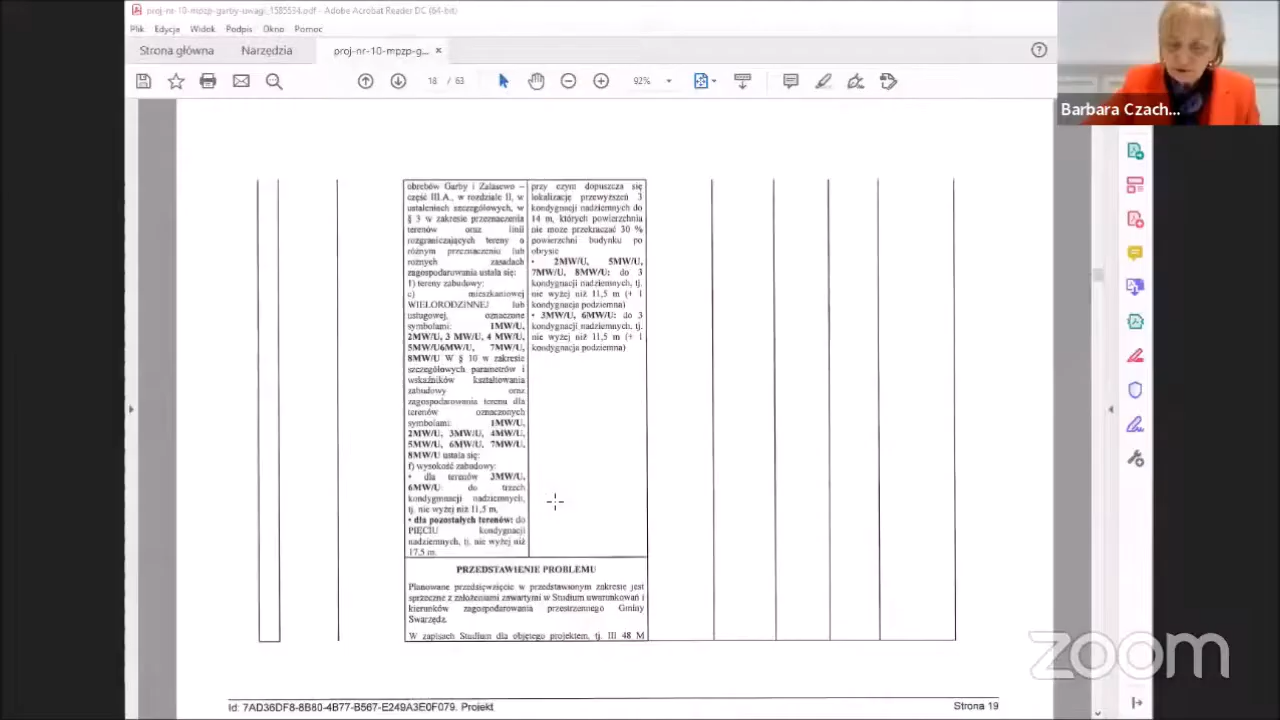 proj-nr-10-mpzp-garby-uwagi_1585534.pdf - Adobe Acrobat Reader DC (64-bit)
Plik Edycja Widok Podpis Okno Pomoc
Strona główna Narzędzia proj-nr-10-mpzp-g... ×
18 / 63 92%
Barbara Czach...
obrębów Garby i Zalasewo –
część III.A., w rozdziale II, w
ustaleniach szczegółowych, w
§ 3 w zakresie przeznaczenia
terenów oraz linii
rozgraniczających tereny o
różnym przeznaczeniu lub
różnych zasadach
zagospodarowania ustala się:
1) tereny zabudowy:
c) mieszkaniowej
WIELORODZINNEJ lub
usługowej, oznaczone
symbolami: 1MW/U,
2MW/U, 3 MW/U, 4 MW/U,
5MW/U6MW/U, 7MW/U,
8MW/U W § 10 w zakresie
szczegółowych parametrów i
wskaźników kształtowania
zabudowy oraz
zagospodarowania terenu dla
terenów oznaczonych
symbolami: 1MW/U,
2MW/U, 3MW/U, 4MW/U,
5MW/U, 6MW/U, 7MW/U,
8MW/U ustala się:
f) wysokość zabudowy:
• dla terenów 3MW/U,
6MW/U: do trzech
kondygnacji nadziemnych,
tj. nie wyżej niż 11,5 m,
• dla pozostałych terenów: do
PIĘCIU kondygnacji
nadziemnych, tj. nie wyżej niż
17,5 m.
przy czym dopuszcza się
lokalizację przewyższeń 3
kondygnacji nadziemnych do
14 m, których powierzchnia
nie może przekraczać 30 %
powierzchni budynku po
obrysie
• 2MW/U, 5MW/U,
7MW/U, 8MW/U: do 3
kondygnacji nadziemnych, tj.
nie wyżej niż 11,5 m (+ 1
kondygnacja podziemna)
• 3MW/U, 6MW/U: do 3
kondygnacji nadziemnych, tj.
nie wyżej niż 11,5 m (+ 1
kondygnacja podziemna)
PRZEDSTAWIENIE PROBLEMU
Planowane przedsięwzięcie w przedstawionym zakresie jest
sprzeczne z założeniami zawartymi w Studium uwarunkowań i
kierunków zagospodarowania przestrzennego Gminy
Swarzędz.
W zapisach Studium dla objętego projektem, tj. III 48 M
Id: 7AD36DF8-8B80-4B77-B567-E249A3E0F079. Projekt
Strona 19
zoom